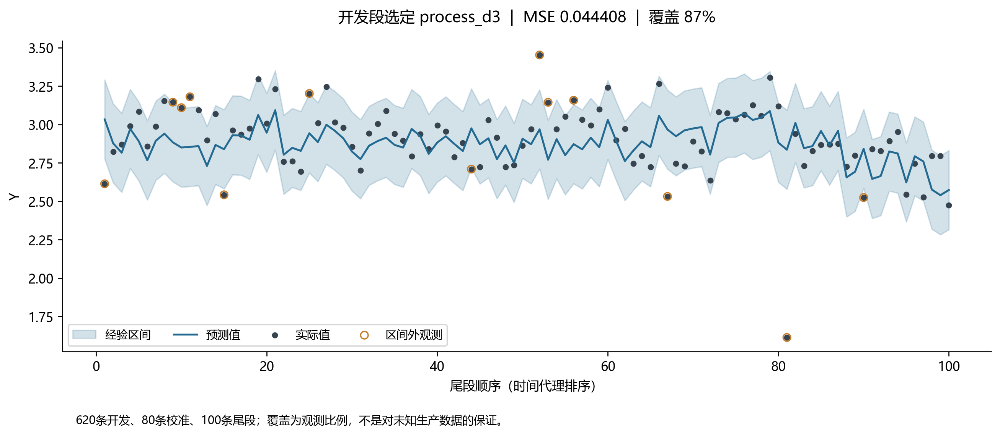 开发段选定 process_d3 | MSE 0.044408 | 覆盖 87%
3.50
3.25
3.00
2.75
2.50
2.25
2.00
1.75
Y
经验区间 预测值 实际值 区间外观测
0 20 40 60 80 100
尾段顺序（时间代理排序）
620条开发、80条校准、100条尾段；覆盖为观测比例，不是对未知生产数据的保证。